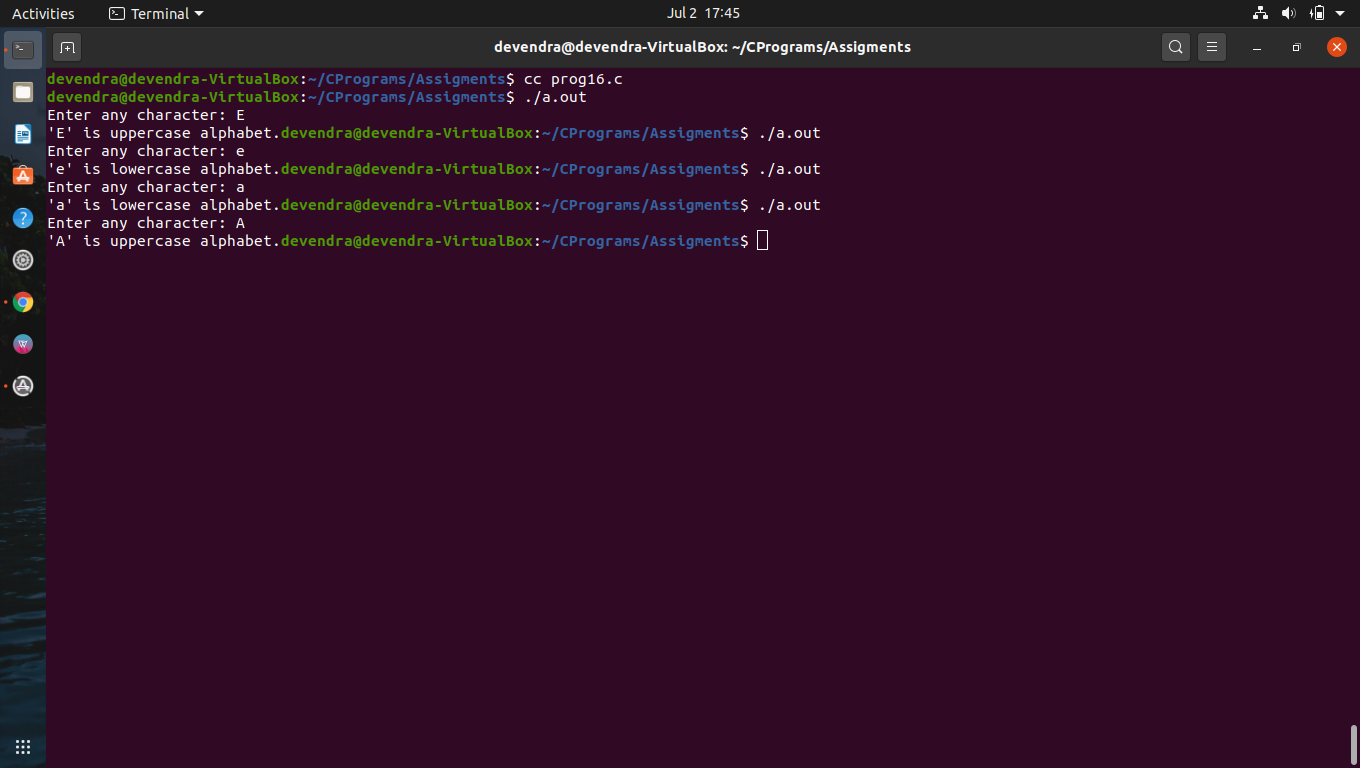 Activities Terminal Jul 2 17:45
devendra@devendra-VirtualBox: ~/CPrograms/Assigments
devendra@devendra-VirtualBox:~/CPrograms/Assigments$ cc prog16.c
devendra@devendra-VirtualBox:~/CPrograms/Assigments$ ./a.out
Enter any character: E
'E' is uppercase alphabet.devendra@devendra-VirtualBox:~/CPrograms/Assigments$ ./a.out
Enter any character: e
'e' is lowercase alphabet.devendra@devendra-VirtualBox:~/CPrograms/Assigments$ ./a.out
Enter any character: a
'a' is lowercase alphabet.devendra@devendra-VirtualBox:~/CPrograms/Assigments$ ./a.out
Enter any character: A
'A' is uppercase alphabet.devendra@devendra-VirtualBox:~/CPrograms/Assigments$